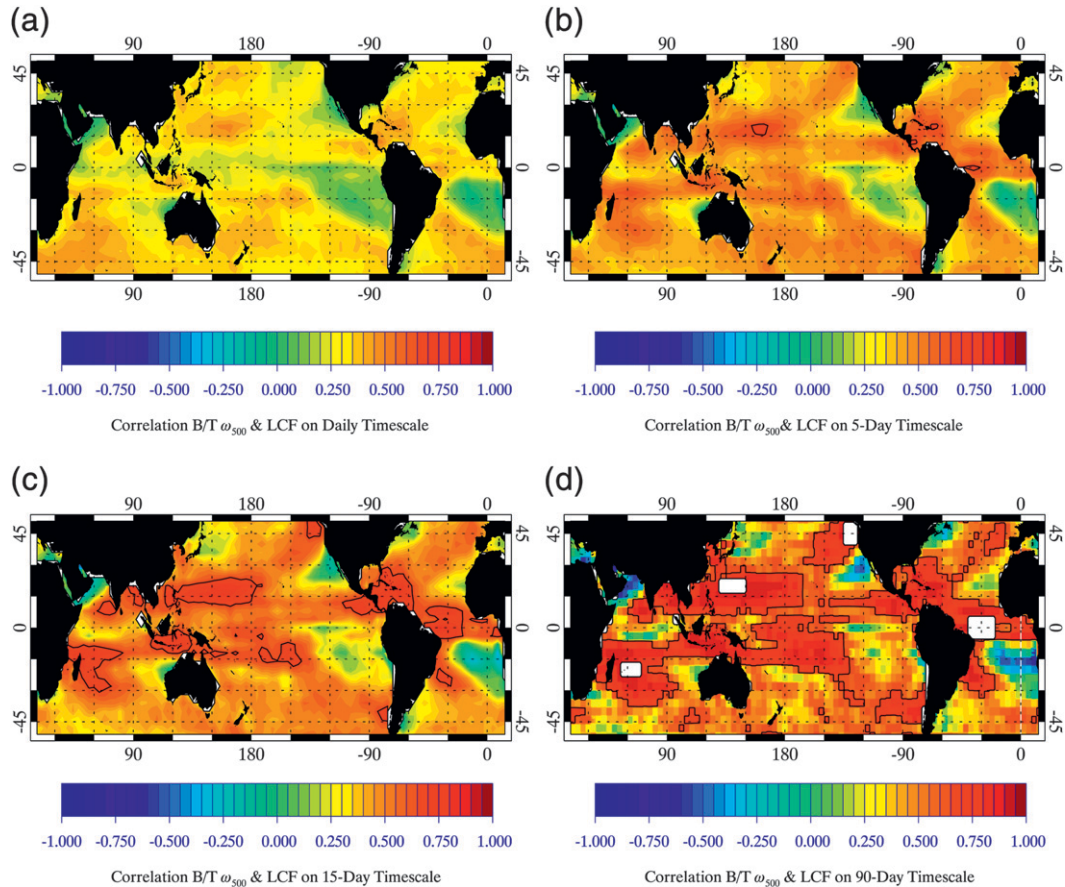 (a)
(b)
90 180 -90 0
90 180 -90 0
45 45
45 45
0 0
0 0
-45 -45
-45 -45
90 180 -90 0
90 180 -90 0
-1.000 -0.750 -0.500 -0.250 0.000 0.250 0.500 0.750 1.000
-1.000 -0.750 -0.500 -0.250 0.000 0.250 0.500 0.750 1.000
Correlation B/T ω500 & LCF on Daily Timescale
Correlation B/T ω500& LCF on 5-Day Timescale
(c)
(d)
90 180 -90 0
90 180 -90 0
45 45
45 45
0 0
0 0
-45 -45
-45 -45
90 180 -90 0
90 180 -90 0
-1.000 -0.750 -0.500 -0.250 0.000 0.250 0.500 0.750 1.000
-1.000 -0.750 -0.500 -0.250 0.000 0.250 0.500 0.750 1.000
Correlation B/T ω500 & LCF on 15-Day Timescale
Correlation B/T ω500 & LCF on 90-Day Timescale